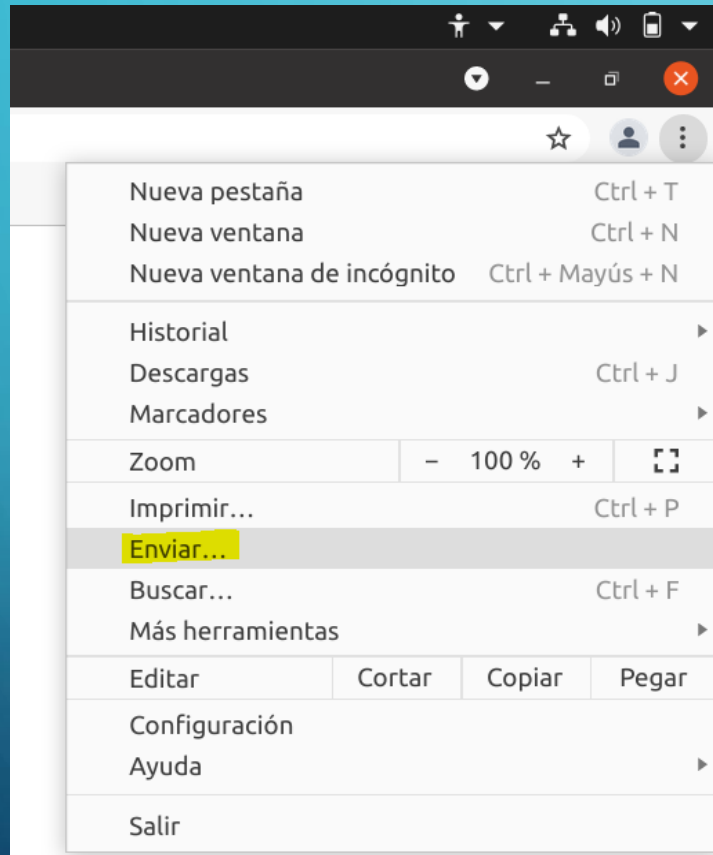 Nueva pestaña Ctrl + T
Nueva ventana Ctrl + N
Nueva ventana de incógnito Ctrl + Mayús + N
Historial
Descargas Ctrl + J
Marcadores
Zoom − 100 % +
Imprimir... Ctrl + P
Enviar...
Buscar... Ctrl + F
Más herramientas
Editar Cortar Copiar Pegar
Configuración
Ayuda
Salir